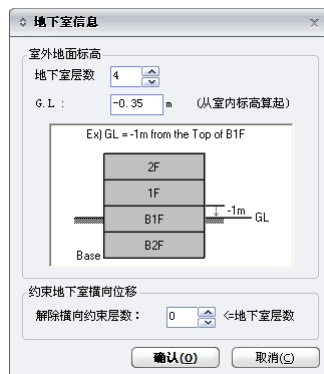 地下室信息
室外地面标高
地下室层数 4
G.L : -0.35 m (从室内标高算起)
Ex) GL = -1m from the Top of B1F
2F
1F
-1m
B1F GL
B2F
Base
约束地下室横向位移
解除横向约束层数： 0 <=地下室层数
确认(O) 取消(C)